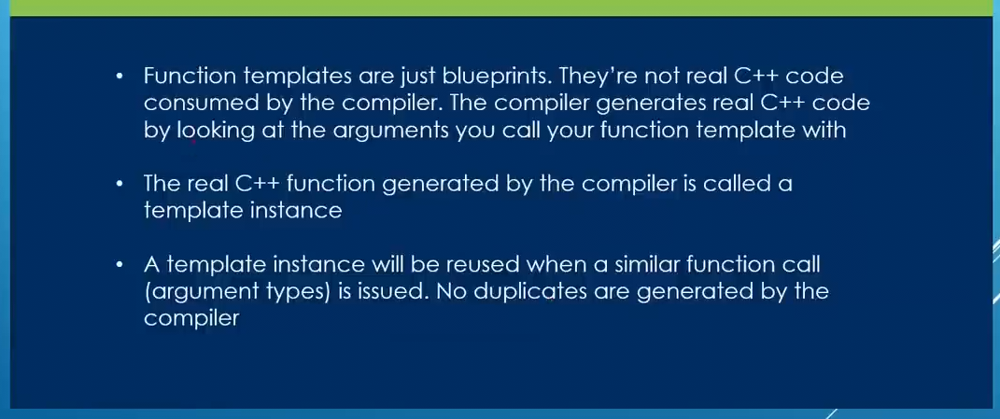 • Function templates are just blueprints. They’re not real C++ code
consumed by the compiler. The compiler generates real C++ code
by looking at the arguments you call your function template with
• The real C++ function generated by the compiler is called a
template instance
• A template instance will be reused when a similar function call
(argument types) is issued. No duplicates are generated by the
compiler